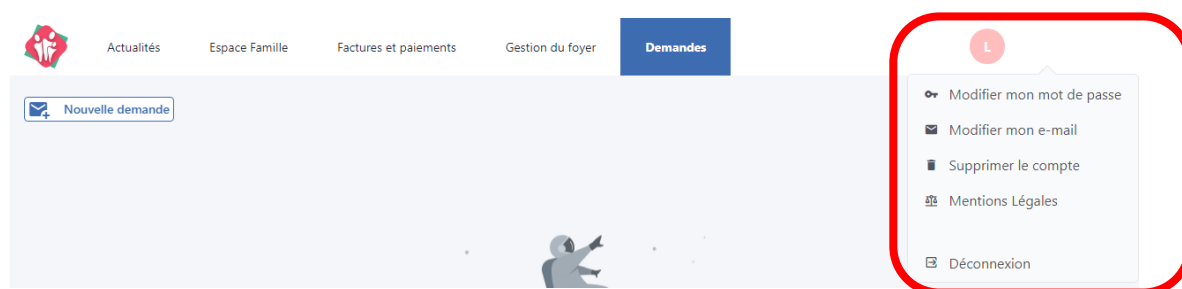 Actualités
Espace Famille
Factures et paiements
Gestion du foyer
Demandes
L
Nouvelle demande
Modifier mon mot de passe
Modifier mon e-mail
Supprimer le compte
Mentions Légales
Déconnexion